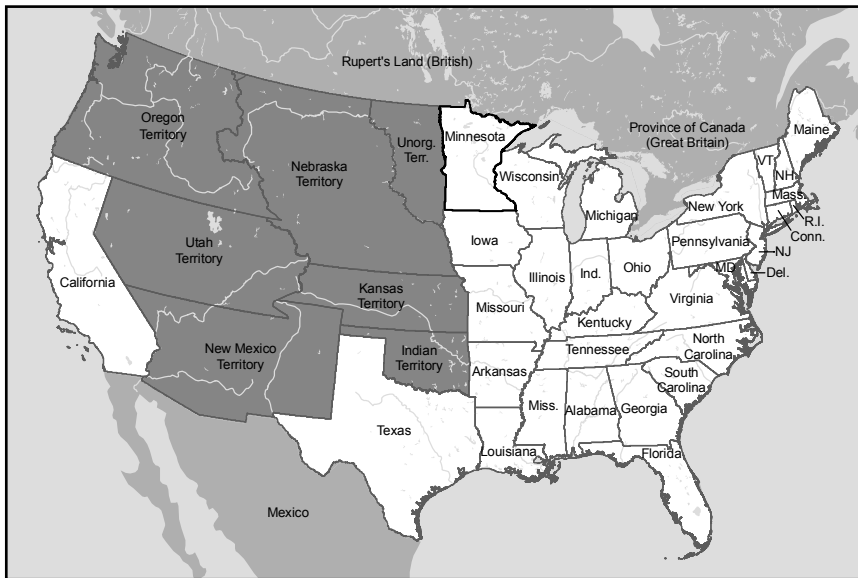 Rupert's Land (British)
Oregon
Territory
Unorg.
Terr.
Minnesota
Province of Canada
(Great Britain)
Maine
VT
NH
Nebraska
Territory
Wisconsin
Mass.
New York
R.I.
Michigan
Conn.
Utah
Territory
Iowa
Pennsylvania
NJ
California
Illinois
Ind.
Ohio
MD
Del.
Kansas
Territory
Missouri
Virginia
Kentucky
New Mexico
Territory
Indian
Territory
Tennessee
North
Carolina
Arkansas
South
Carolina
Texas
Miss.
Alabama
Georgia
Louisiana
Florida
Mexico